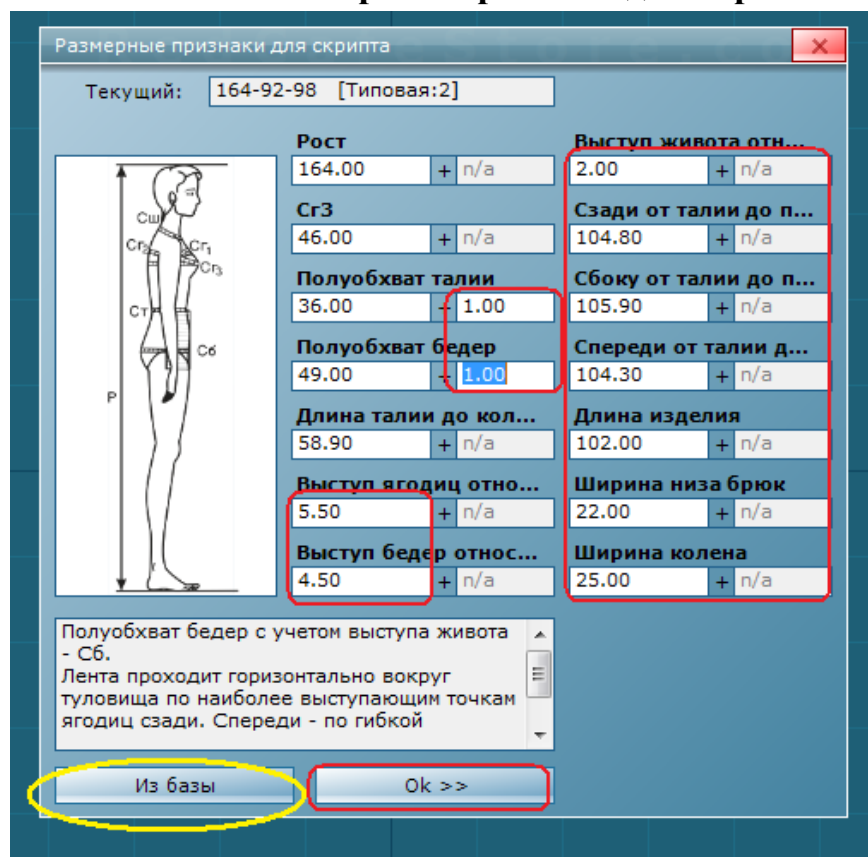 Размерные признаки для скрипта
Текущий: 164-92-98 [Типовая:2]
Рост
164.00 + n/a
Сг3
46.00 + n/a
Полуобхват талии
36.00 + 1.00
Полуобхват бедер
49.00 + 1.00
Длина талии до кол...
58.90 + n/a
Выступ ягодиц отно...
5.50 + n/a
Выступ бедер относ...
4.50 + n/a
Выступ живота отн...
2.00 + n/a
Сзади от талии до п...
104.80 + n/a
Сбоку от талии до п...
105.90 + n/a
Спереди от талии д...
104.30 + n/a
Длина изделия
102.00 + n/a
Ширина низа брюк
22.00 + n/a
Ширина колена
25.00 + n/a
Сш
Сг2
Сг1
Сг3
Ст
Сб
Р
Полуобхват бедер с учетом выступа живота
- Сб.
Лента проходит горизонтально вокруг
туловища по наиболее выступающим точкам
ягодиц сзади. Спереди - по гибкой
Из базы
Ok >>